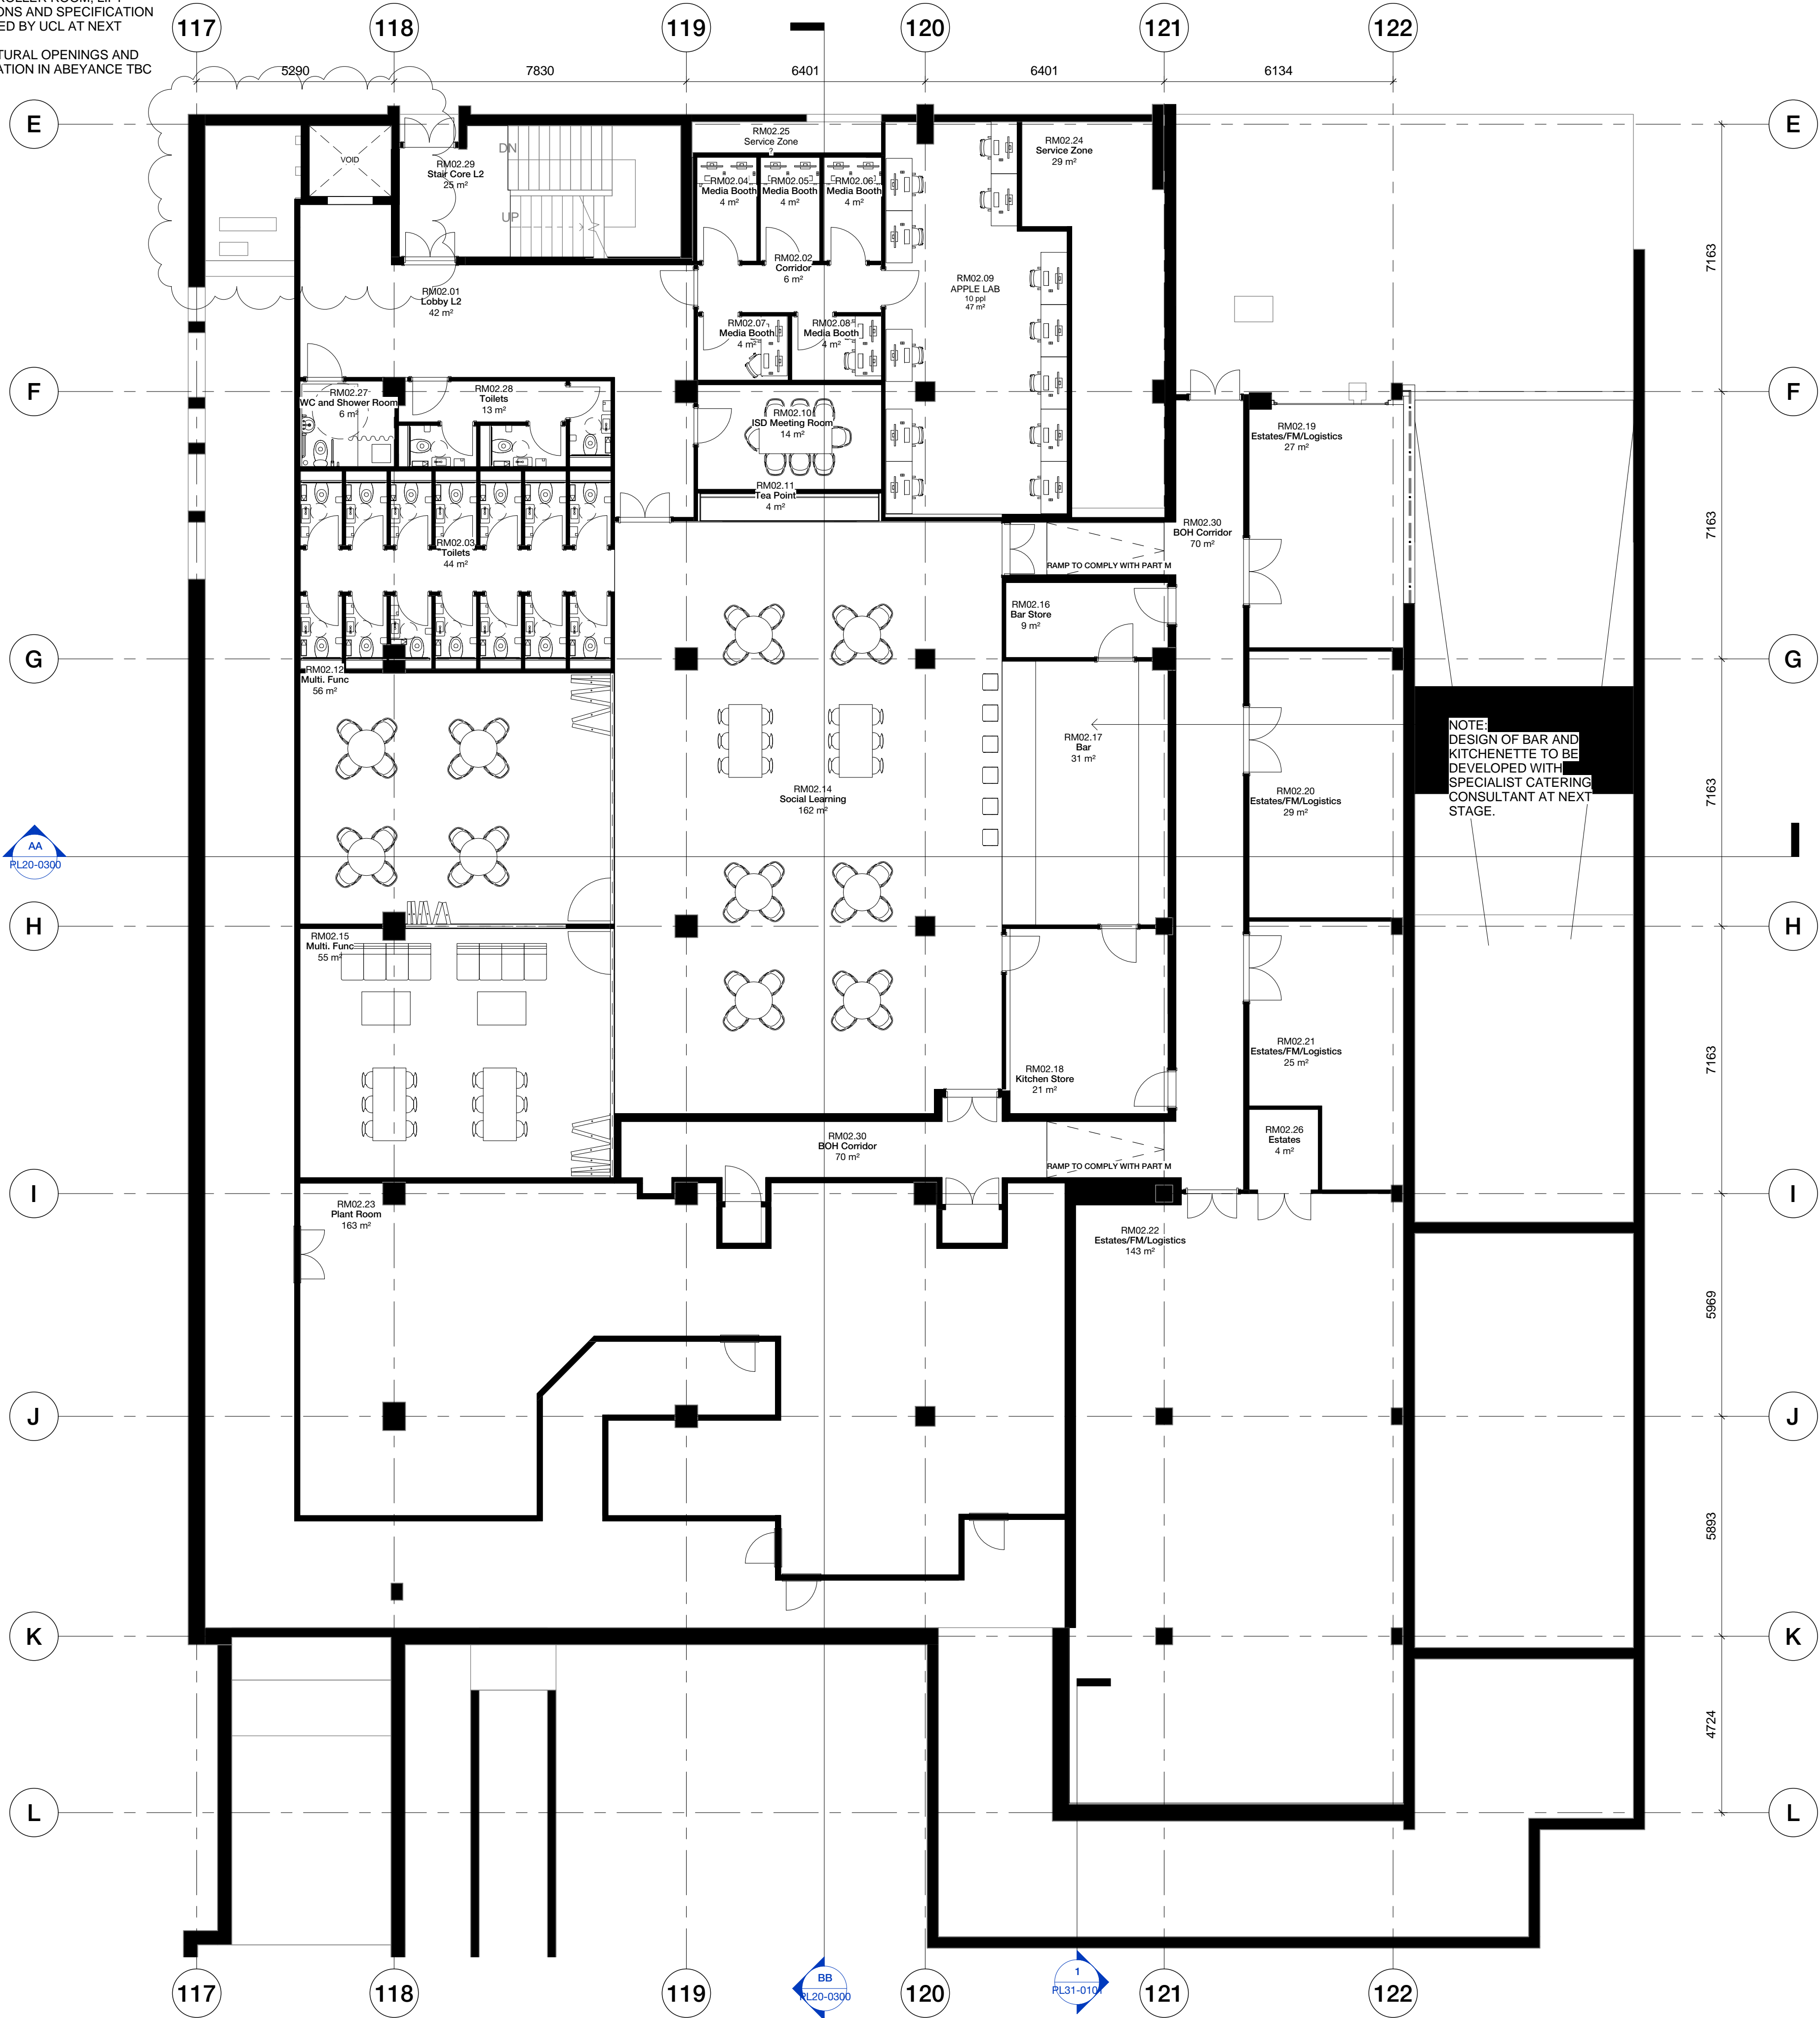 ONS AND SPECIFICATION
ED BY UCL AT NEXT
TURAL OPENINGS AND
ATION IN ABEYANCE TBC
117
118
119
120
121
122
5290
7830
6401
6401
6134
E
E
RM02.25
Service Zone
?
RM02.24
Service Zone
29 m²
VOID
DN
UP
RM02.29
Stair Core L2
25 m²
RM02.04
Media Booth
4 m²
RM02.05
Media Booth
4 m²
RM02.06
Media Booth
4 m²
7163
RM02.02
Corridor
6 m²
RM02.01
Lobby L2
42 m²
RM02.09
APPLE LAB
10 ppl
47 m²
RM02.07
Media Booth
4 m²
RM02.08
Media Booth
4 m²
F
F
RM02.27
WC and Shower Room
6 m²
RM02.28
Toilets
13 m²
RM02.10
ISD Meeting Room
14 m²
RM02.19
Estates/FM/Logistics
27 m²
RM02.11
Tea Point
4 m²
7163
RM02.30
BOH Corridor
70 m²
RM02.03
Toilets
44 m²
RAMP TO COMPLY WITH PART M
RM02.16
Bar Store
9 m²
G
G
RM02.12
Multi. Func
56 m²
NOTE:
DESIGN OF BAR AND
KITCHENETTE TO BE
DEVELOPED WITH
SPECIALIST CATERING
CONSULTANT AT NEXT
STAGE.
RM02.17
Bar
31 m²
7163
RM02.14
Social Learning
162 m²
RM02.20
Estates/FM/Logistics
29 m²
AA
PL20-0300
H
H
RM02.15
Multi. Func
55 m²
RM02.21
Estates/FM/Logistics
25 m²
7163
RM02.18
Kitchen Store
21 m²
RM02.30
BOH Corridor
70 m²
RM02.26
Estates
4 m²
RAMP TO COMPLY WITH PART M
I
I
RM02.23
Plant Room
163 m²
RM02.22
Estates/FM/Logistics
143 m²
5969
J
J
5893
K
K
4724
L
L
BB
PL20-0300
1
PL31-010
117
118
119
120
121
122